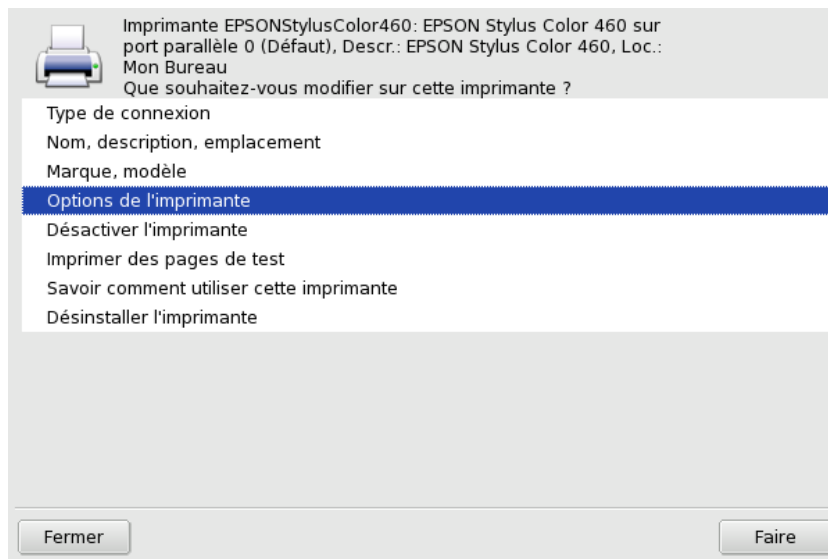 Imprimante EPSONStylusColor460: EPSON Stylus Color 460 sur
port parallèle 0 (Défaut), Descr.: EPSON Stylus Color 460, Loc.:
Mon Bureau
Que souhaitez-vous modifier sur cette imprimante ?
Type de connexion
Nom, description, emplacement
Marque, modèle
Options de l'imprimante
Désactiver l'imprimante
Imprimer des pages de test
Savoir comment utiliser cette imprimante
Désinstaller l'imprimante
Fermer
Faire